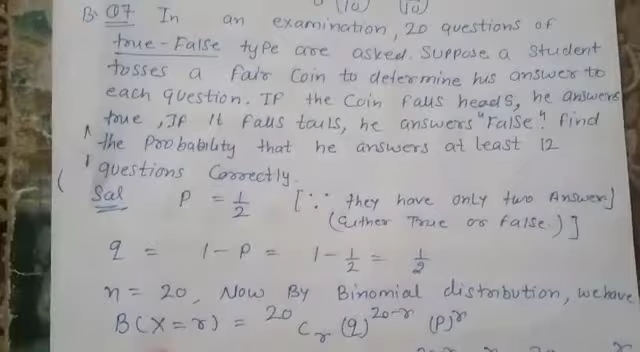 B. Q7 In an examination, 20 questions of
true-False type are asked. Suppose a Student
tosses a fair Coin to determine his answer to
each question. If the Coin falls heads, he answers
true, If it falls tails, he answers "False". find
the Probability that he answers at least 12
questions Correctly.
Sol P = 1/2 [∵ they have only two Answer
(Either True or False.)]
q = 1-P = 1-1/2 = 1/2
n = 20, Now By Binomial distribution, we have
B(X=r) = ²⁰Cᵣ (q)²⁰⁻ʳ (P)ʳ